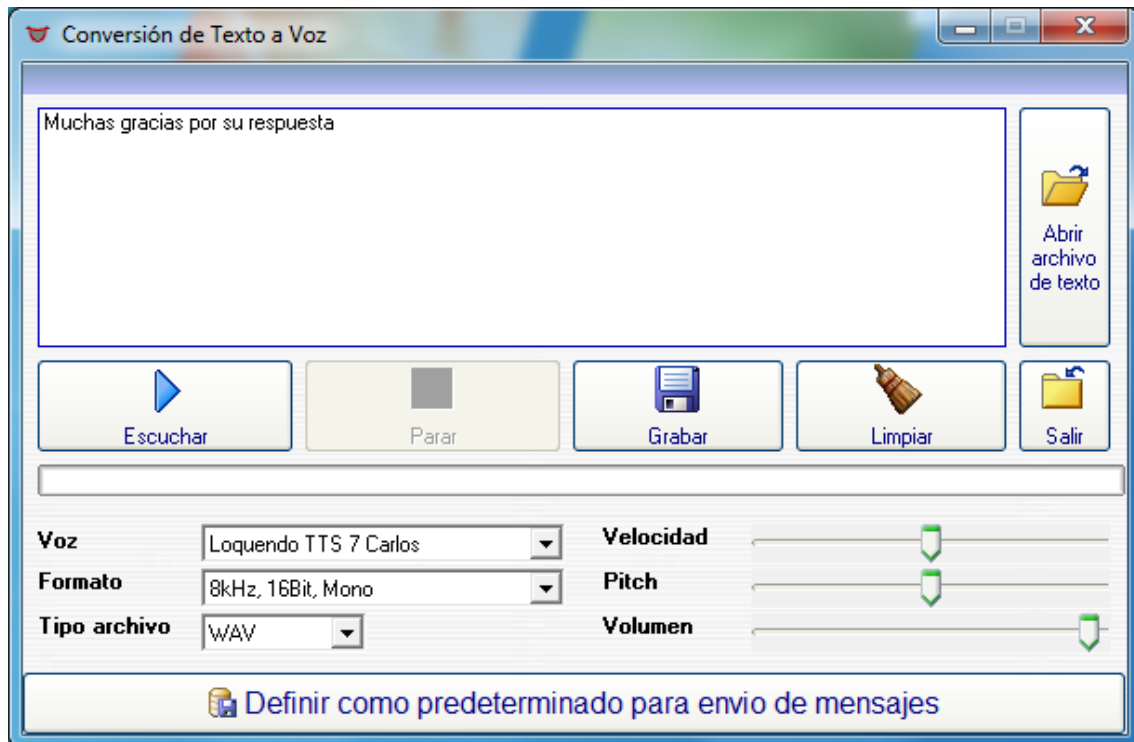 Conversión de Texto a Voz
Muchas gracias por su respuesta
Abrir
archivo
de texto
Escuchar
Parar
Grabar
Limpiar
Salir
Voz
Loquendo TTS 7 Carlos
Velocidad
Formato
8kHz, 16Bit, Mono
Pitch
Tipo archivo
WAV
Volumen
Definir como predeterminado para envio de mensajes